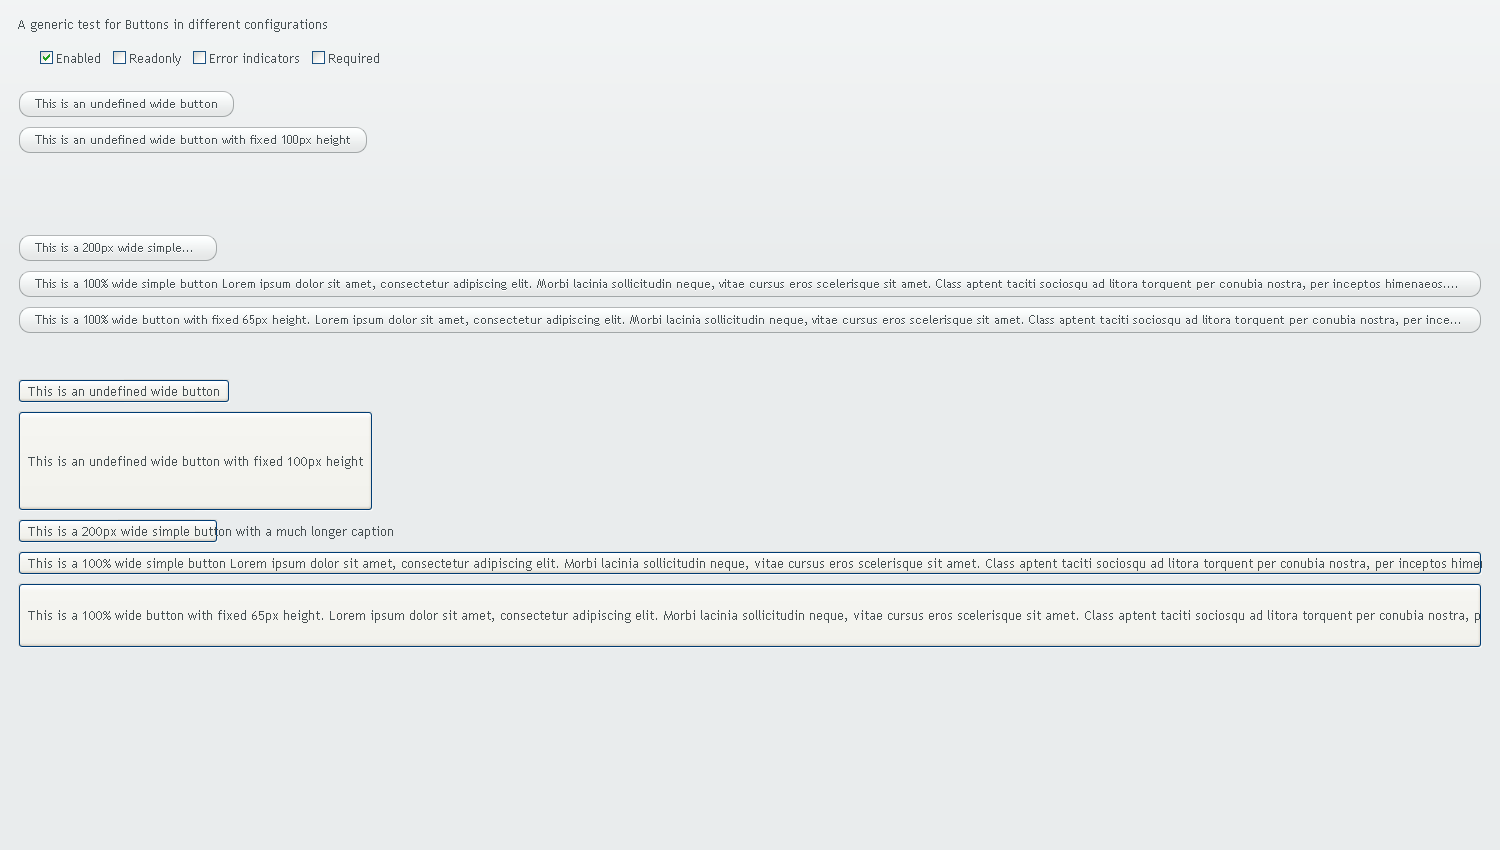 A generic test for Buttons in different configurations
Enabled Readonly Error indicators Required
This is an undefined wide button
This is an undefined wide button with fixed 100px height
This is a 200px wide simple...
This is a 100% wide simple button Lorem ipsum dolor sit amet, consectetur adipiscing elit. Morbi lacinia sollicitudin neque, vitae cursus eros scelerisque sit amet. Class aptent taciti sociosqu ad litora torquent per conubia nostra, per inceptos himenaeos....
This is a 100% wide button with fixed 65px height. Lorem ipsum dolor sit amet, consectetur adipiscing elit. Morbi lacinia sollicitudin neque, vitae cursus eros scelerisque sit amet. Class aptent taciti sociosqu ad litora torquent per conubia nostra, per ince...
This is an undefined wide button
This is an undefined wide button with fixed 100px height
This is a 200px wide simple button with a much longer caption
This is a 100% wide simple button Lorem ipsum dolor sit amet, consectetur adipiscing elit. Morbi lacinia sollicitudin neque, vitae cursus eros scelerisque sit amet. Class aptent taciti sociosqu ad litora torquent per conubia nostra, per inceptos hime
This is a 100% wide button with fixed 65px height. Lorem ipsum dolor sit amet, consectetur adipiscing elit. Morbi lacinia sollicitudin neque, vitae cursus eros scelerisque sit amet. Class aptent taciti sociosqu ad litora torquent per conubia nostra, p